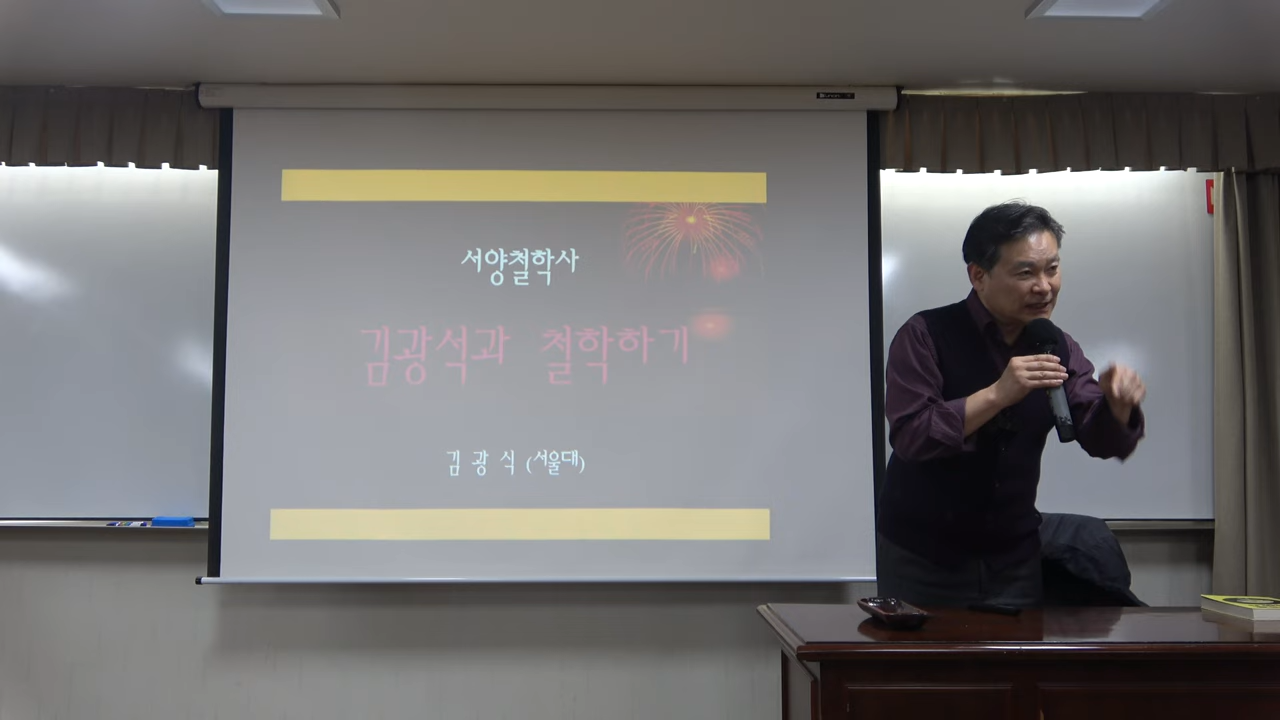 서양철학사
김광석과 철학하기
김 광 식 (서울대)